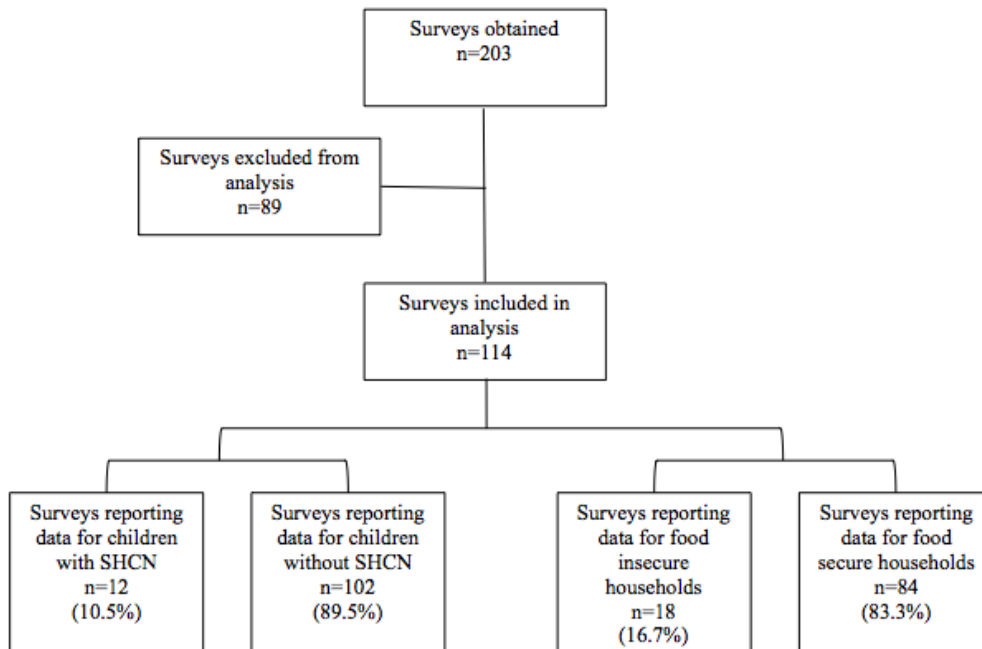 Surveys obtained
n=203
Surveys excluded from
analysis
n=89
Surveys included in
analysis
n=114
Surveys reporting
data for children
with SHCN
n=12
(10.5%)
Surveys reporting
data for children
without SHCN
n=102
(89.5%)
Surveys reporting
data for food
insecure
households
n=18
(16.7%)
Surveys reporting
data for food
secure households
n=84
(83.3%)